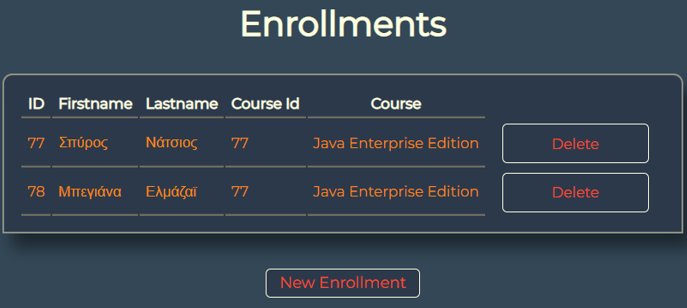 Enrollments
ID Firstname Lastname Course Id Course
77 Σπύρος Νάτσιος 77 Java Enterprise Edition Delete
78 Μπεγιάνα Ελμάζαϊ 77 Java Enterprise Edition Delete
New Enrollment